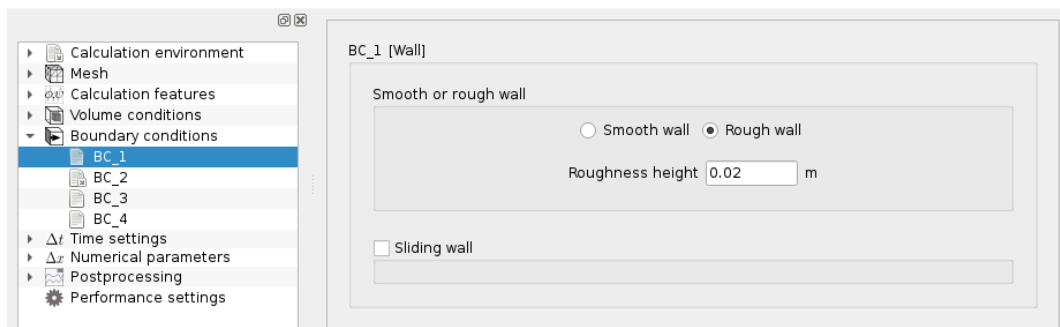 Calculation environment
Mesh
φ,ψ Calculation features
Volume conditions
Boundary conditions
BC_1
BC_2
BC_3
BC_4
Δt Time settings
Δx Numerical parameters
Postprocessing
Performance settings
BC_1 [Wall]
Smooth or rough wall
Smooth wall Rough wall
Roughness height 0.02 m
Sliding wall